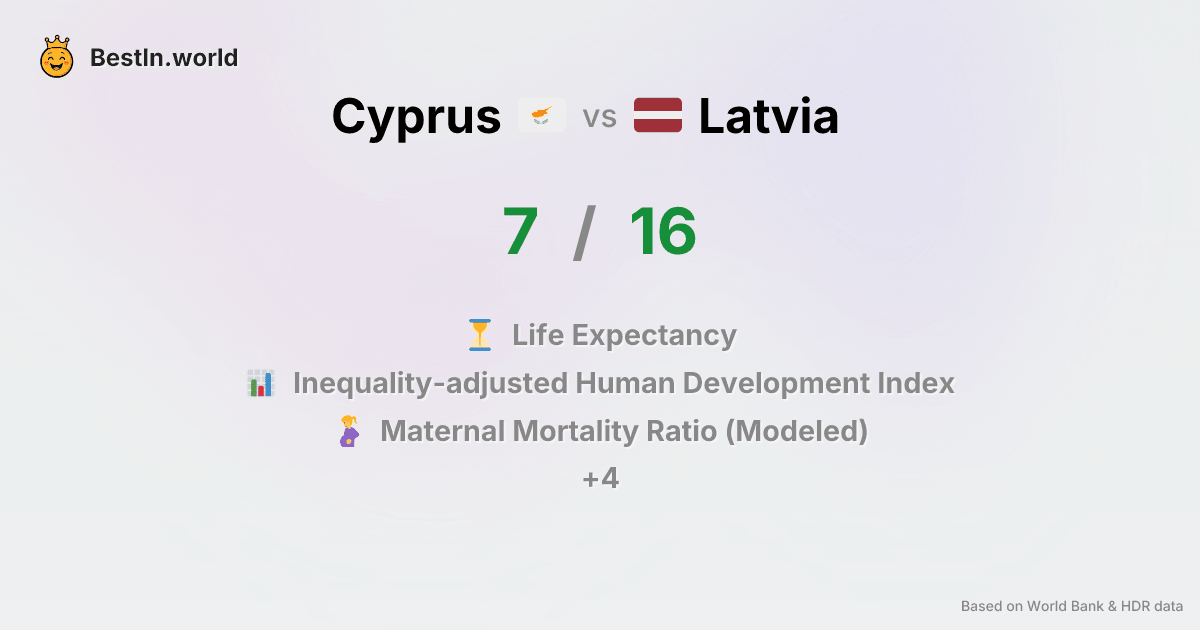 BestIn.world
Cyprus vs Latvia
7 / 16
Life Expectancy
Inequality-adjusted Human Development Index
Maternal Mortality Ratio (Modeled)
+4
Based on World Bank & HDR data